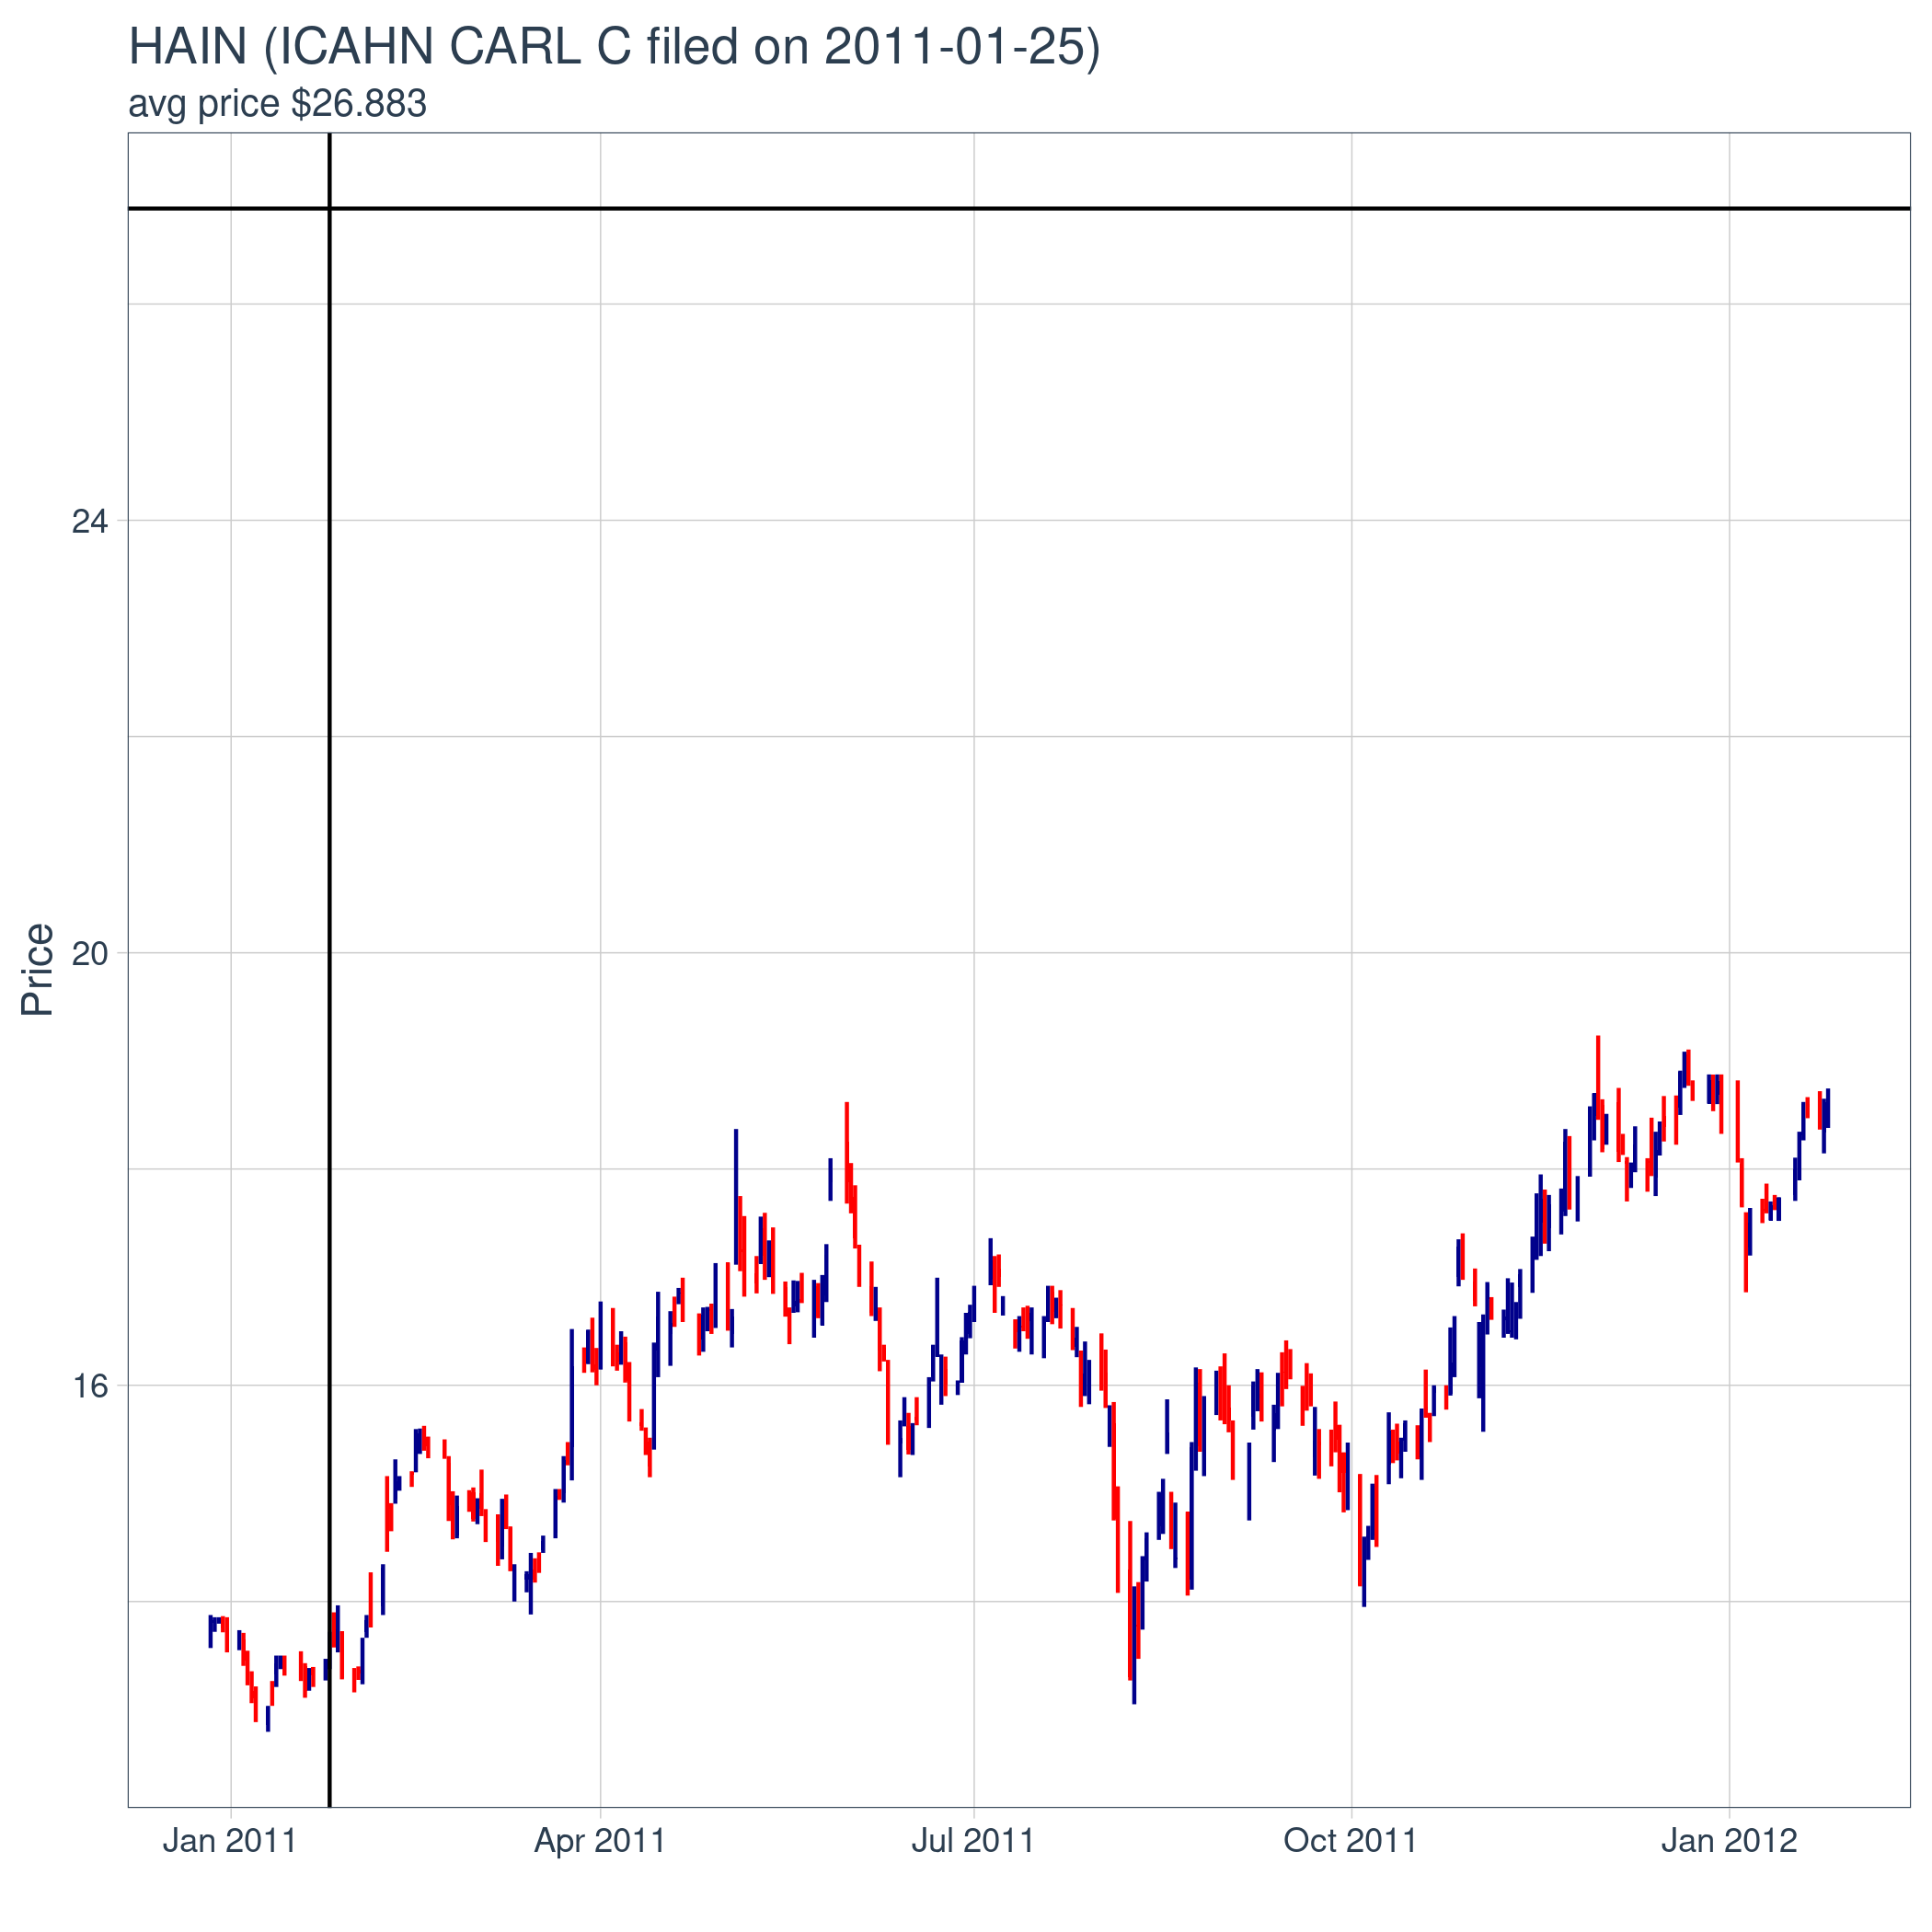 HAIN (ICAHN CARL C filed on 2011-01-25)
avg price $26.883
24
20
16
Price
Jan 2011
Apr 2011
Jul 2011
Oct 2011
Jan 2012